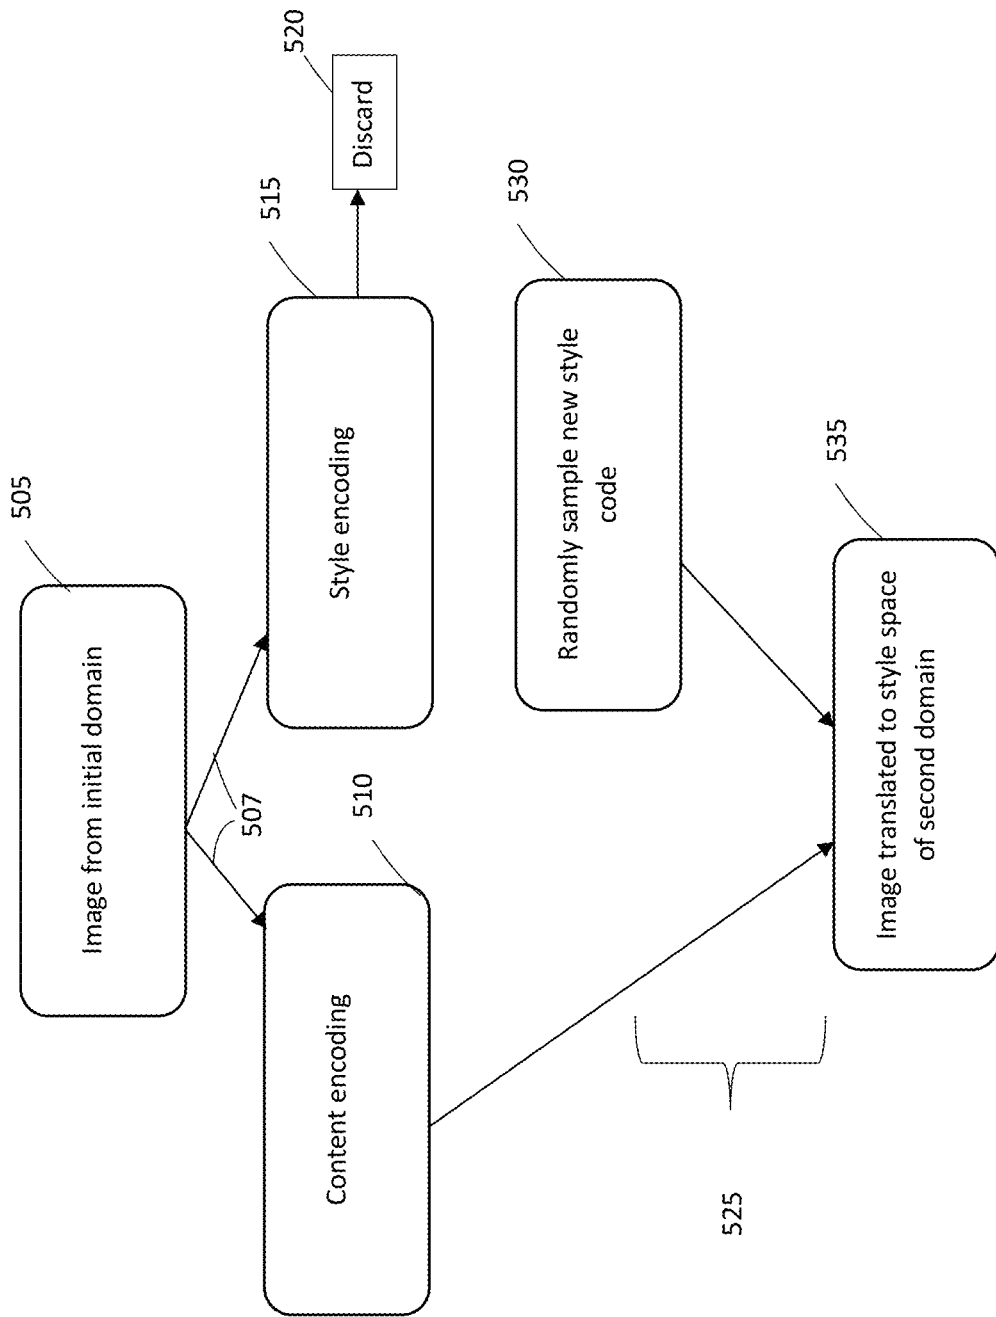 505
Image from initial domain
507
510
515
520
Content encoding
Style encoding
Discard
530
Randomly sample new style
code
525
535
Image translated to style space
of second domain